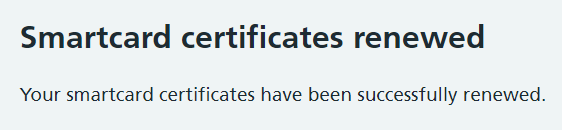 Smartcard certificates renewed
Your smartcard certificates have been successfully renewed.